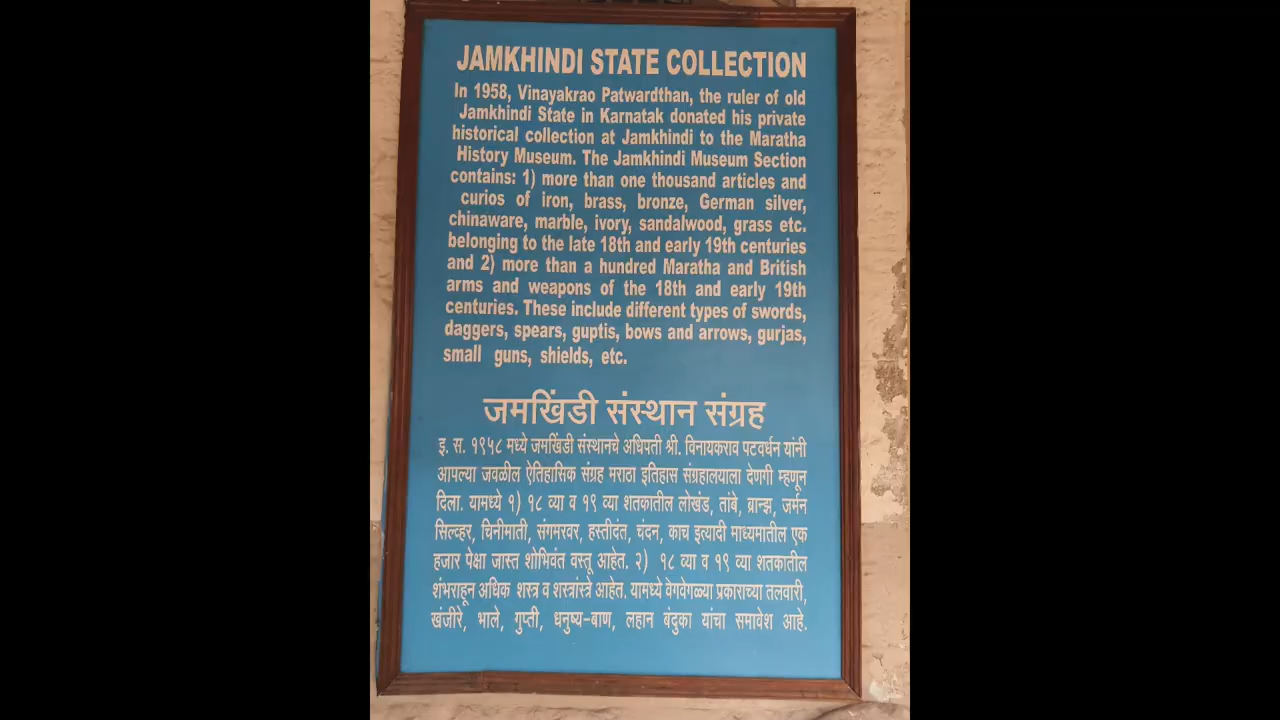 JAMKHINDI STATE COLLECTION
In 1958, Vinayakrao Patwardthan, the ruler of old
Jamkhindi State in Karnatak donated his private
historical collection at Jamkhindi to the Maratha
History Museum. The Jamkhindi Museum Section
contains: 1) more than one thousand articles and
curios of iron, brass, bronze, German silver,
chinaware, marble, ivory, sandalwood, grass etc.
belonging to the late 18th and early 19th centuries
and 2) more than a hundred Maratha and British
arms and weapons of the 18th and early 19th
centuries. These include different types of swords,
daggers, spears, guptis, bows and arrows, gurjas,
small guns, shields, etc.
जमखिंडी संस्थान संग्रह
इ. स. १९५८ मध्ये जमखिंडी संस्थानचे अधिपती श्री. विनायकराव पटवर्धन यांनी
आपल्या जवळील ऐतिहासिक संग्रह मराठा इतिहास संग्रहालयाला देणगी म्हणून
दिला. यामध्ये १) १८ व्या व १९ व्या शतकातील लोखंड, तांबे, ब्रान्झ, जर्मन
सिल्व्हर, चिनीमाती, संगमरवर, हस्तीदंत, चंदन, काच इत्यादी माध्यमातील एक
हजार पेक्षा जास्त शोभिवंत वस्तू आहेत. २) १८ व्या व १९ व्या शतकातील
शंभराहून अधिक शस्त्र व शस्त्रांस्त्रे आहेत. यामध्ये वेगवेगळ्या प्रकाराच्या तलवारी,
खंजीरे, भाले, गुप्ती, धनुष्य-बाण, लहान बंदुका यांचा समावेश आहे.